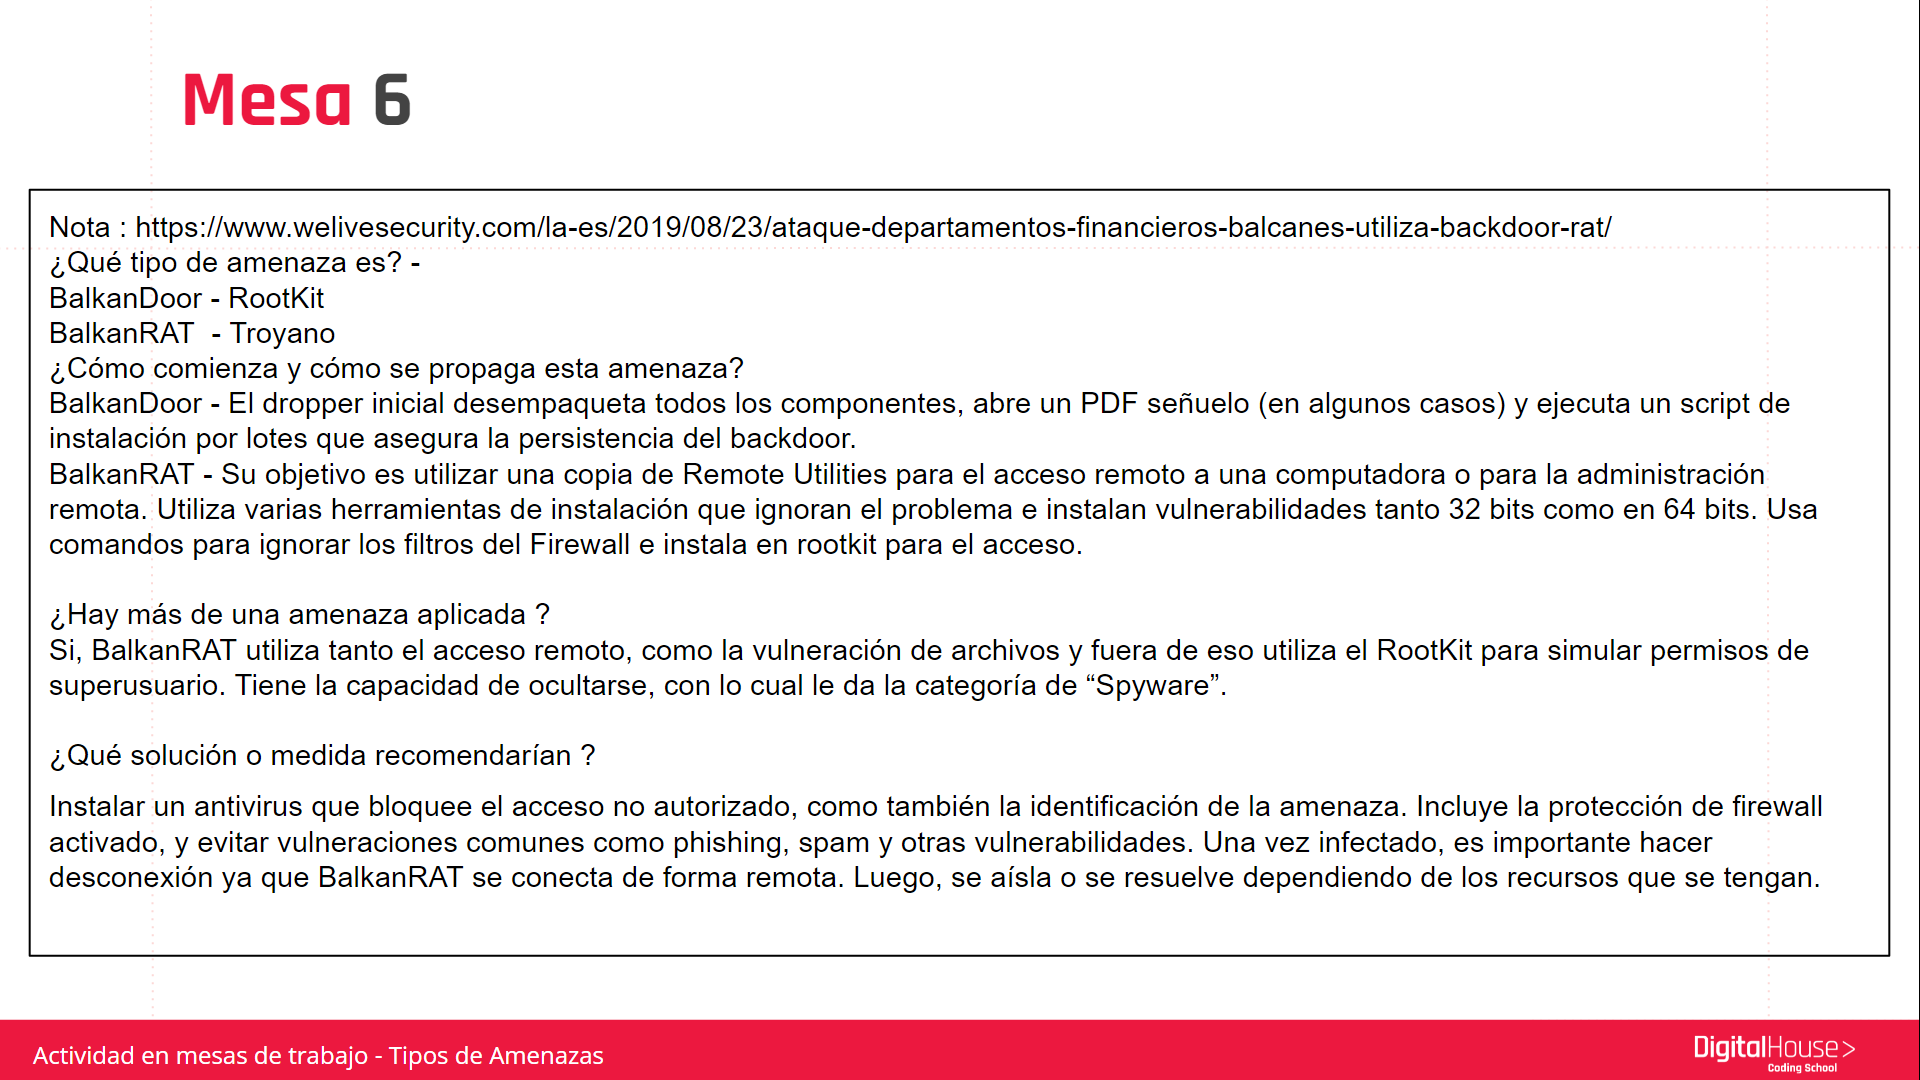 Mesa 6
Nota : https://www.welivesecurity.com/la-es/2019/08/23/ataque-departamentos-financieros-balcanes-utiliza-backdoor-rat/
¿Qué tipo de amenaza es? -
BalkanDoor - RootKit
BalkanRAT  - Troyano
¿Cómo comienza y cómo se propaga esta amenaza?
BalkanDoor - El dropper inicial desempaqueta todos los componentes, abre un PDF señuelo (en algunos casos) y ejecuta un script de
instalación por lotes que asegura la persistencia del backdoor.
BalkanRAT - Su objetivo es utilizar una copia de Remote Utilities para el acceso remoto a una computadora o para la administración
remota. Utiliza varias herramientas de instalación que ignoran el problema e instalan vulnerabilidades tanto 32 bits como en 64 bits. Usa
comandos para ignorar los filtros del Firewall e instala en rootkit para el acceso.
¿Hay más de una amenaza aplicada ?
Si, BalkanRAT utiliza tanto el acceso remoto, como la vulneración de archivos y fuera de eso utiliza el RootKit para simular permisos de
superusuario. Tiene la capacidad de ocultarse, con lo cual le da la categoría de “Spyware”.
¿Qué solución o medida recomendarían ?
Instalar un antivirus que bloquee el acceso no autorizado, como también la identificación de la amenaza. Incluye la protección de firewall
activado, y evitar vulneraciones comunes como phishing, spam y otras vulnerabilidades. Una vez infectado, es importante hacer
desconexión ya que BalkanRAT se conecta de forma remota. Luego, se aísla o se resuelve dependiendo de los recursos que se tengan.
Actividad en mesas de trabajo - Tipos de Amenazas
DigitalHouse>
Coding School